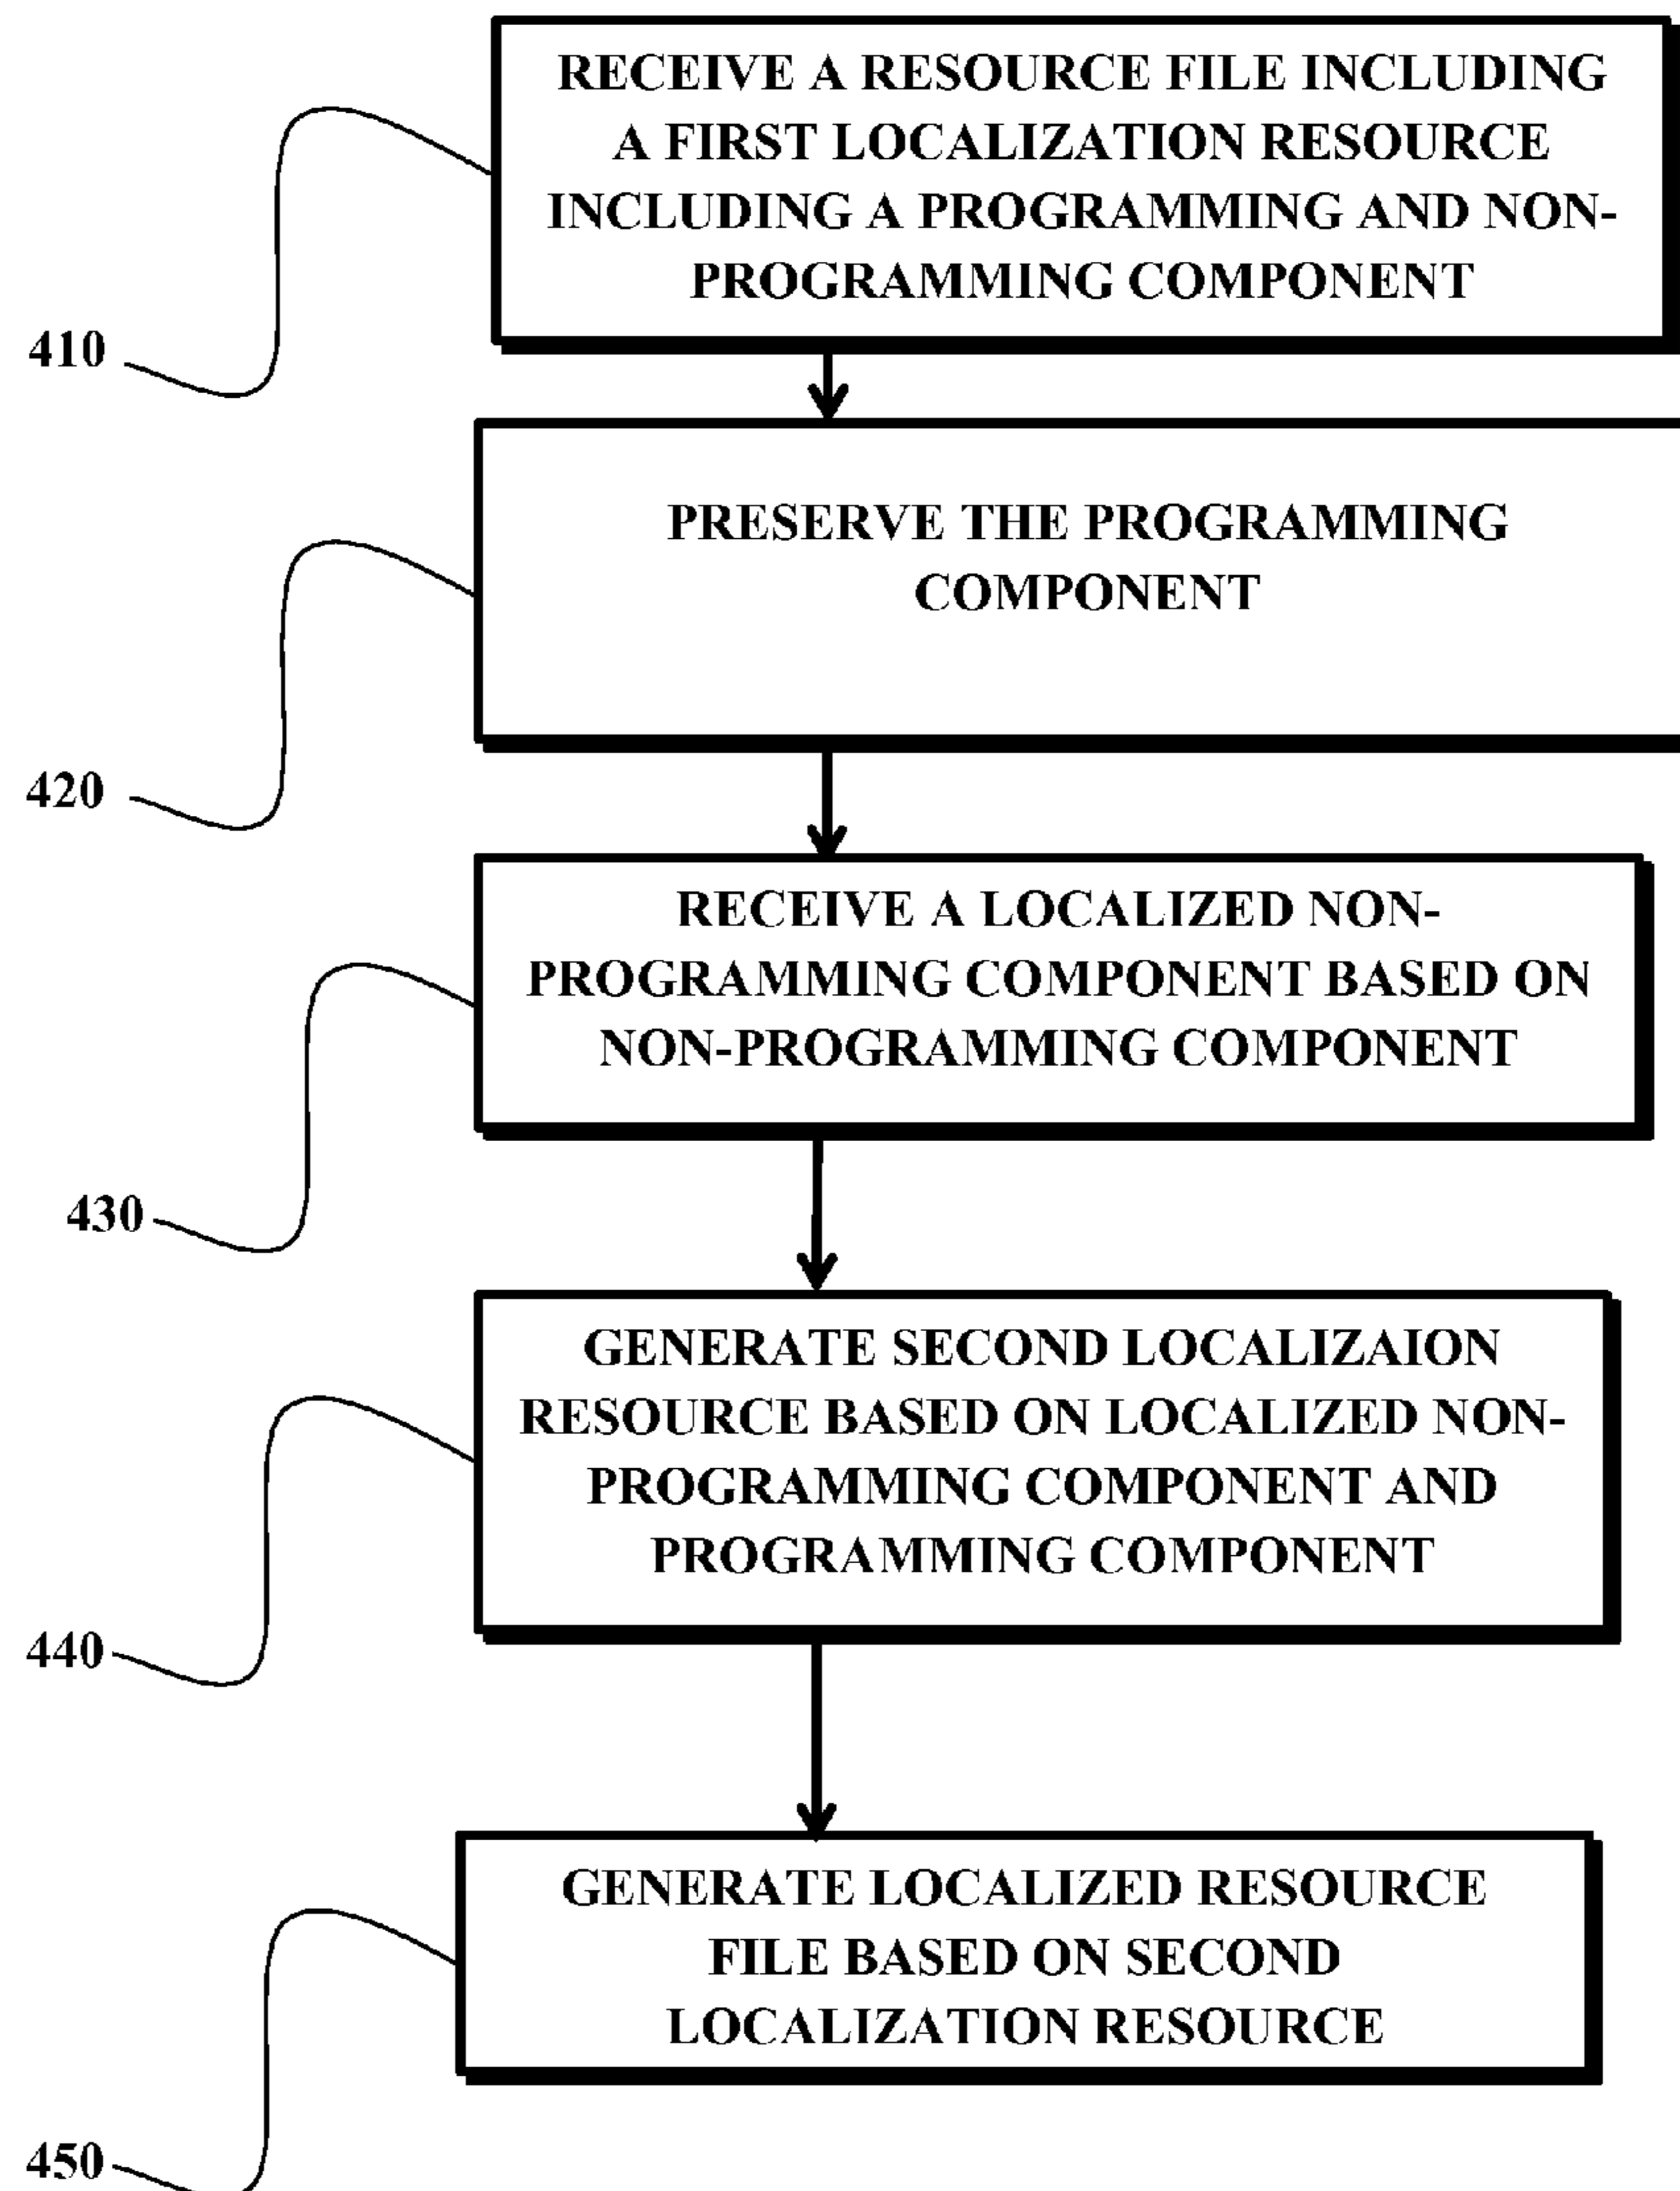 RECEIVE A RESOURCE FILE INCLUDING
A FIRST LOCALIZATION RESOURCE
INCLUDING A PROGRAMMING AND NON-
PROGRAMMING COMPONENT
410
PRESERVE THE PROGRAMMING
COMPONENT
420
RECEIVE A LOCALIZED NON-
PROGRAMMING COMPONENT BASED ON
NON-PROGRAMMING COMPONENT
430
GENERATE SECOND LOCALIZAION
RESOURCE BASED ON LOCALIZED NON-
PROGRAMMING COMPONENT AND
PROGRAMMING COMPONENT
440
GENERATE LOCALIZED RESOURCE
FILE BASED ON SECOND
LOCALIZATION RESOURCE
450